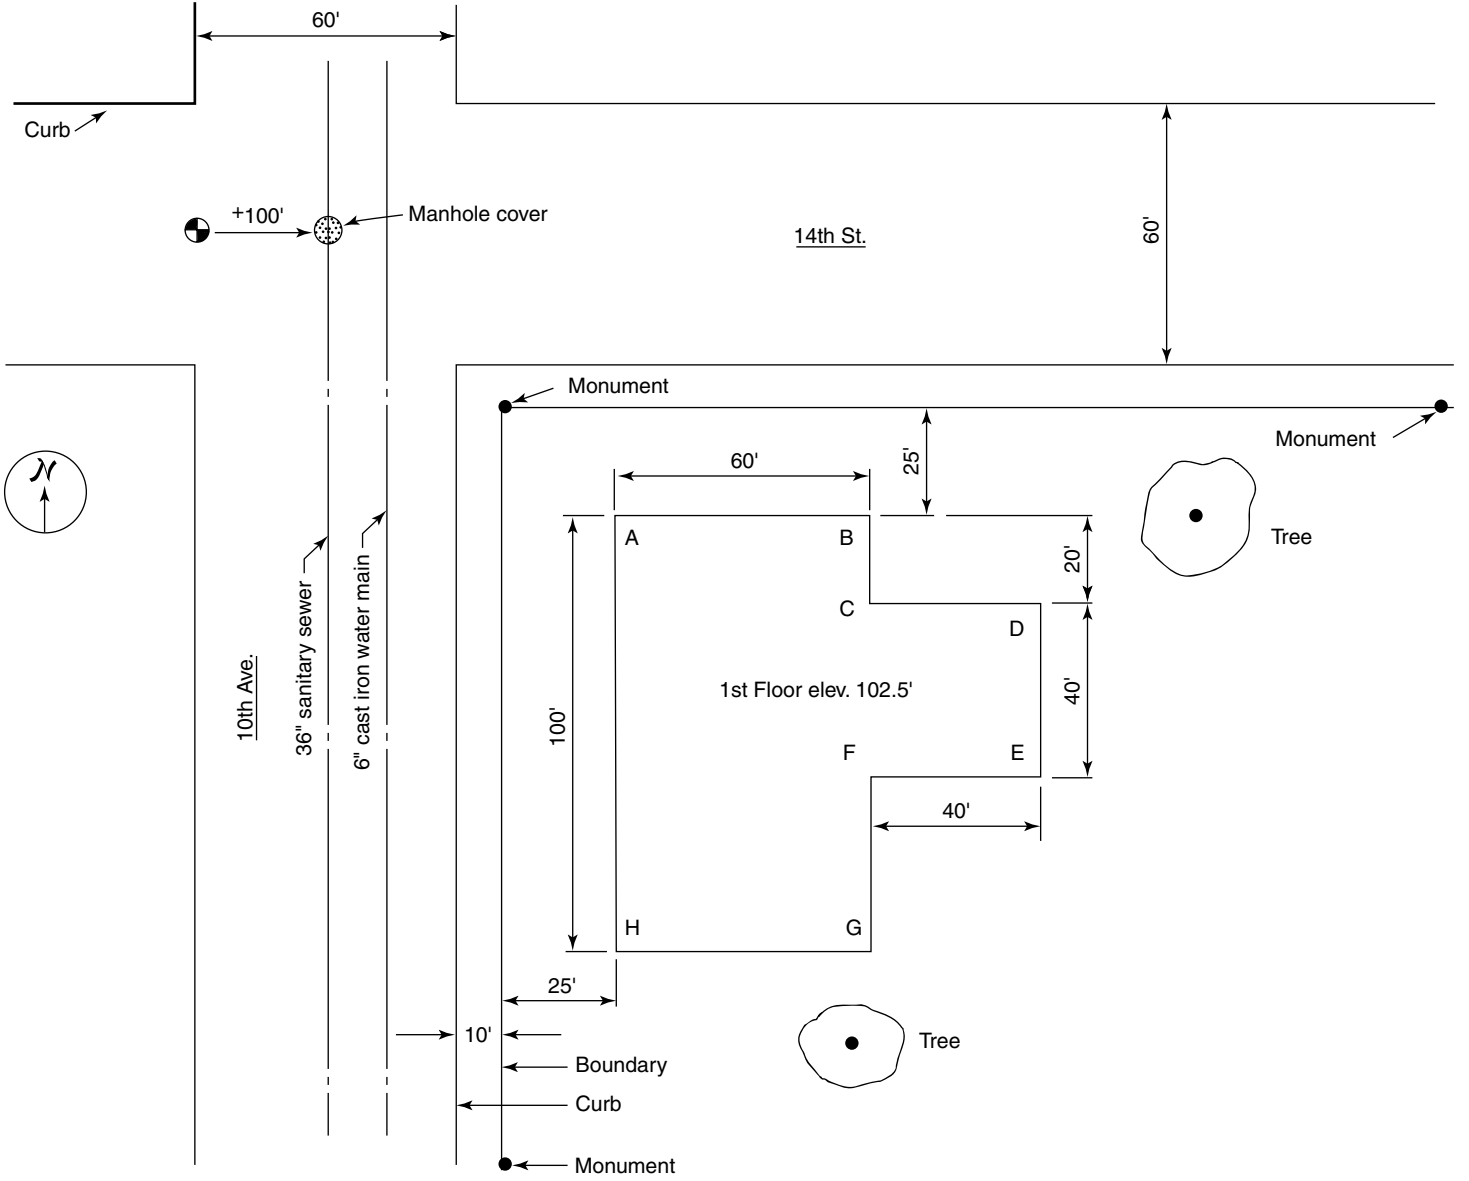 60'
Curb
+100'
Manhole cover
14th St.
60'
Monument
Monument
N
60'
25'
A
B
Tree
20'
C
D
36" sanitary sewer
6" cast iron water main
10th Ave.
1st Floor elev. 102.5'
40'
100'
F
E
40'
H
G
25'
10'
Tree
Boundary
Curb
Monument